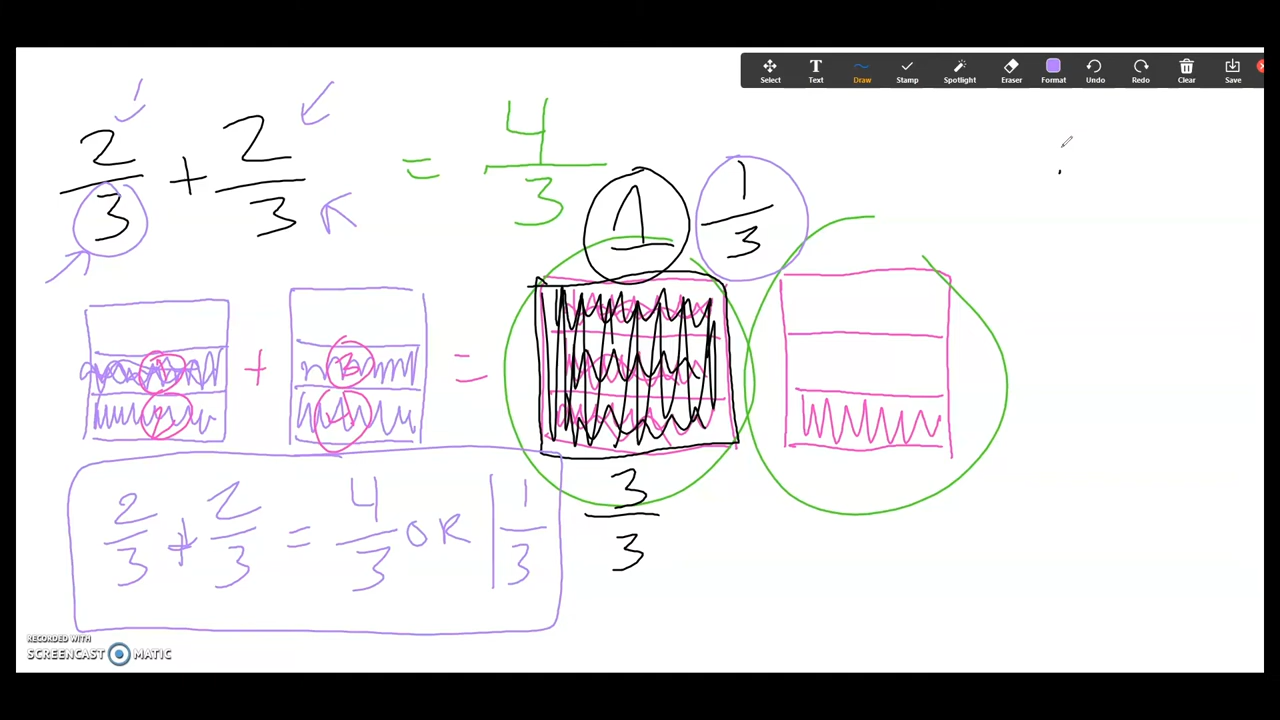 Select Text Draw Stamp Spotlight Eraser Format Undo Redo Clear Save
2/3 + 2/3 = 4/3
1 1/3
+ =
3/3
2/3 + 2/3 = 4/3 OR 1 1/3
RECORDED WITH
SCREENCAST MATIC